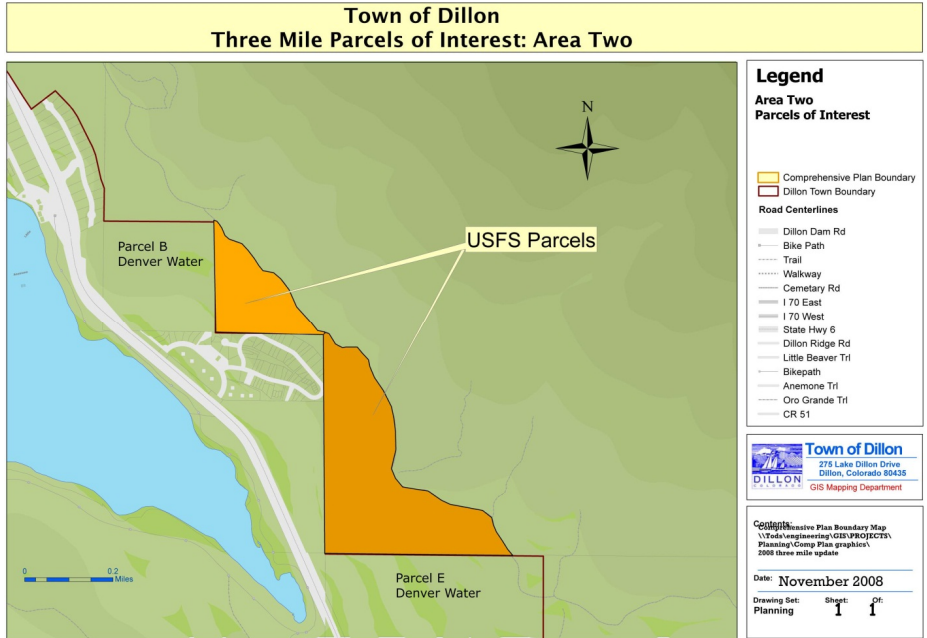 Town of Dillon
Three Mile Parcels of Interest: Area Two
N
Parcel B
Denver Water
USFS Parcels
Parcel E
Denver Water
0 0.2
Miles
Legend
Area Two
Parcels of Interest
Comprehensive Plan Boundary
Dillon Town Boundary
Road Centerlines
Dillon Dam Rd
Bike Path
Trail
Walkway
Cemetary Rd
I 70 East
I 70 West
State Hwy 6
Dillon Ridge Rd
Little Beaver Trl
Bikepath
Anemone Trl
Oro Grande Trl
CR 51
DILLON
COLORADO
Town of Dillon
275 Lake Dillon Drive
Dillon, Colorado 80435
GIS Mapping Department
Contents:
Comprehensive Plan Boundary Map
\\Tods\engineering\GIS\PROJECTS\
Planning\Comp Plan graphics\
2008 three mile update
Date: November 2008
Drawing Set: Sheet: Of:
Planning 1 1